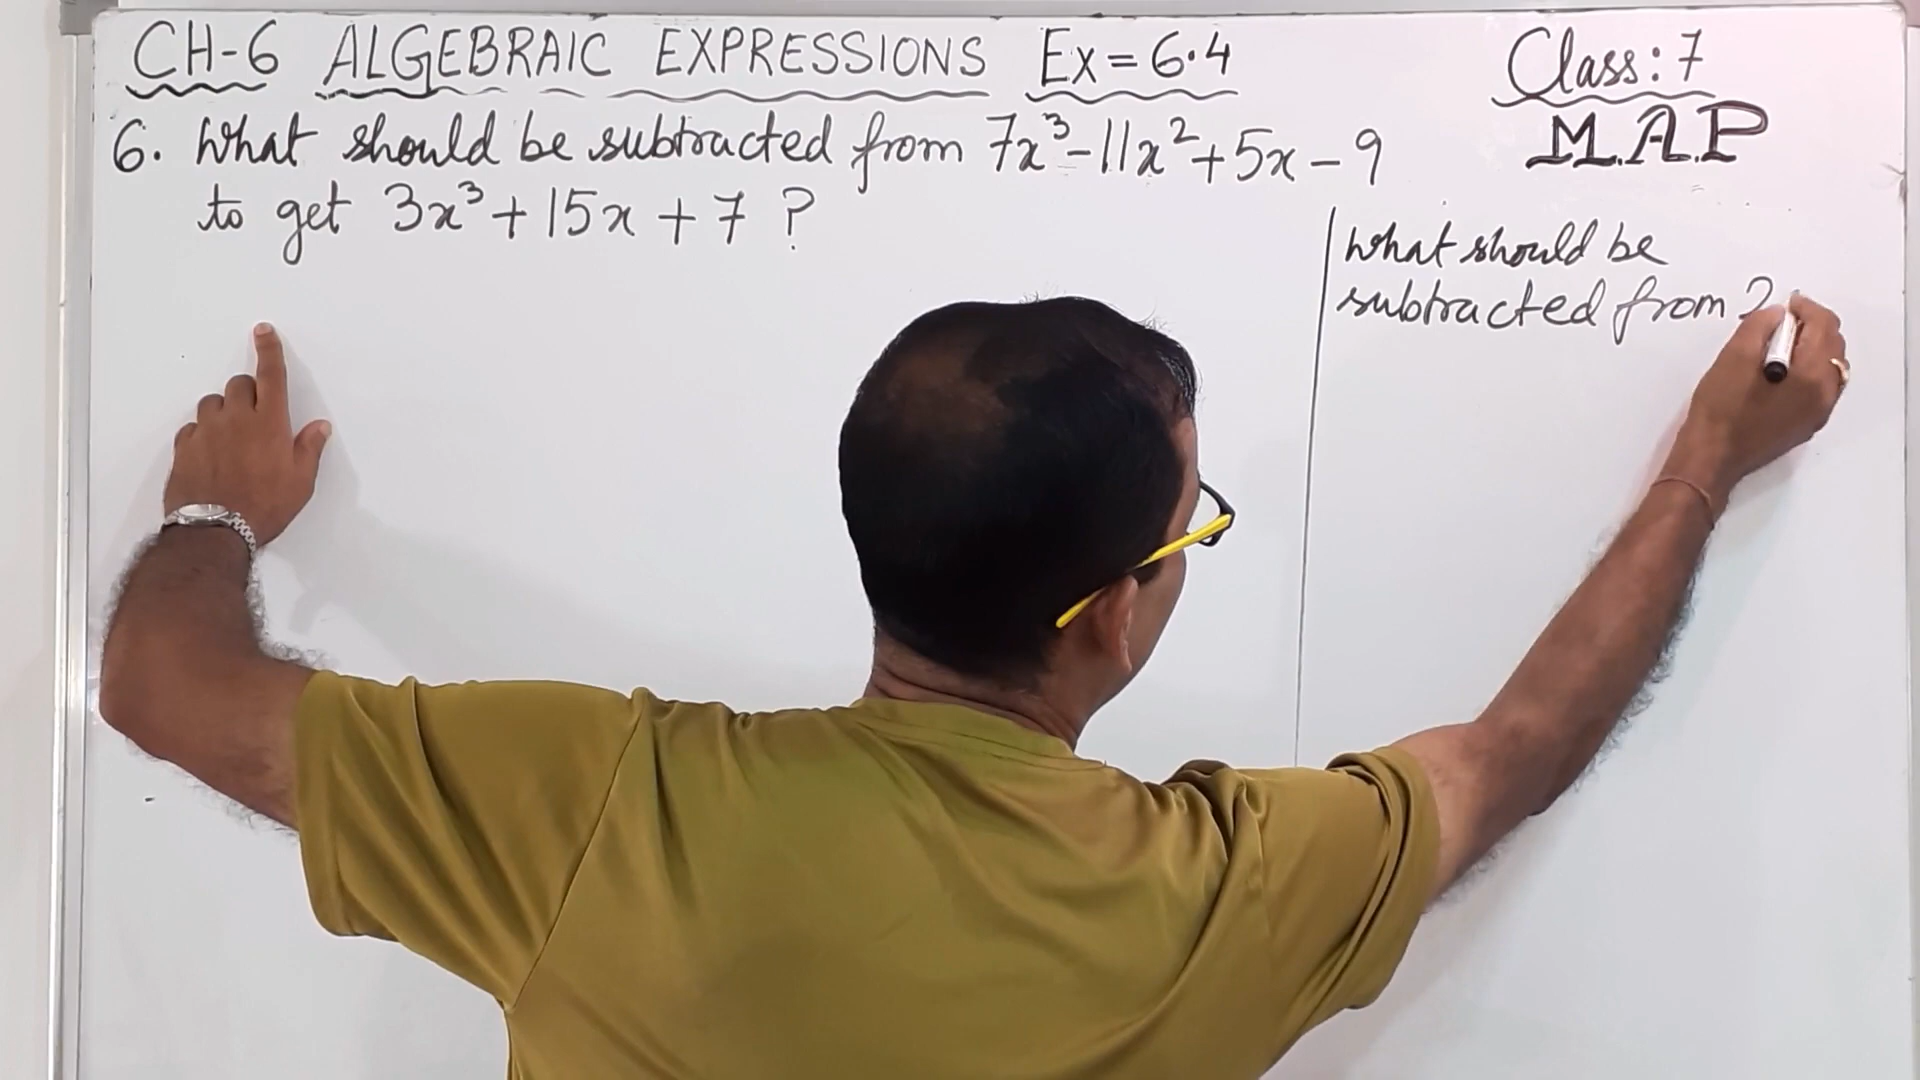 CH-6 ALGEBRAIC EXPRESSIONS Ex = 6.4
Class: 7
M.A.P
6. What should be subtracted from 7x³-11x²+5x-9
to get 3x³+15x+7 ?
What should be
subtracted from